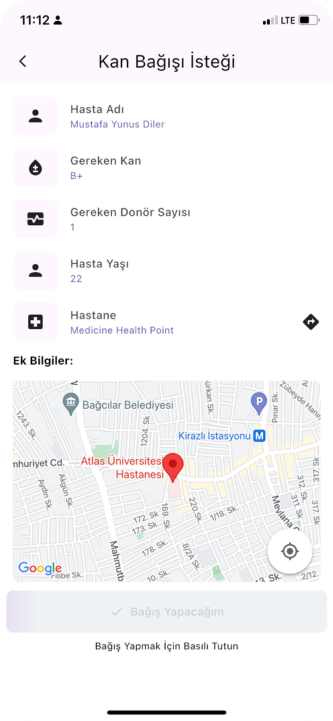 11:12
LTE
Kan Bağışı İsteği
Hasta Adı
Mustafa Yunus Diler
Gereken Kan
B+
Gereken Donör Sayısı
1
Hasta Yaşı
22
Hastane
Medicine Health Point
Ek Bilgiler:
1243. Sk.
Bağcılar Belediyesi
1204. Sk.
P
Pınar Sk.
Zübeyde Hanım
Kirazlı İstasyonu M
mhuriyet Cd.
Atlas Üniversitesi
Hastanesi
Aydın Sk.
Akgün Sk.
169. Sk.
220. Sk.
1/18. Sk.
172. Sk.
173. Sk.
178. Sk.
8/2A Sk.
Mevlana
317. Sk.
312. Sk.
311. Sk.
Mahmutb
Google
10. Sk.
Sk.
2/12.
Bağış Yapacağım
Bağış Yapmak İçin Basılı Tutun